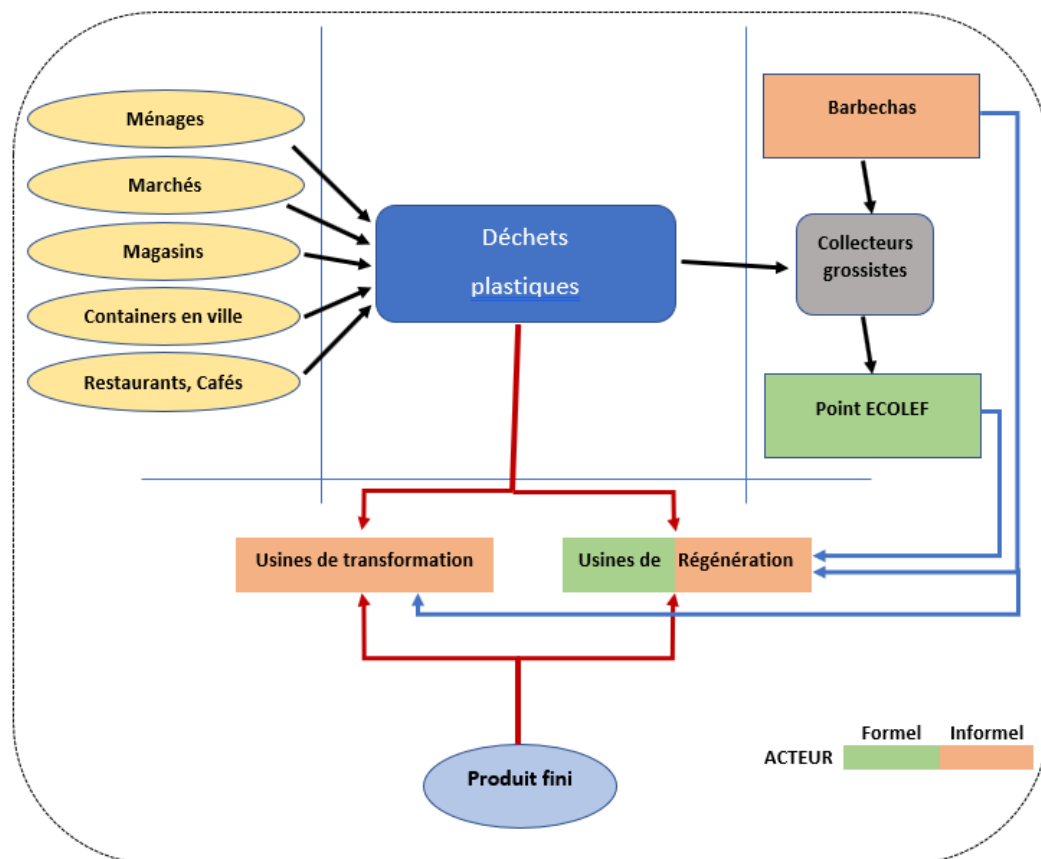 Ménages
Marchés
Magasins
Containers en ville
Restaurants, Cafés
Déchets
plastiques
Barbechas
Collecteurs
grossistes
Point ECOLEF
Usines de transformation
Usines de Régénération
Produit fini
Formel Informel
ACTEUR